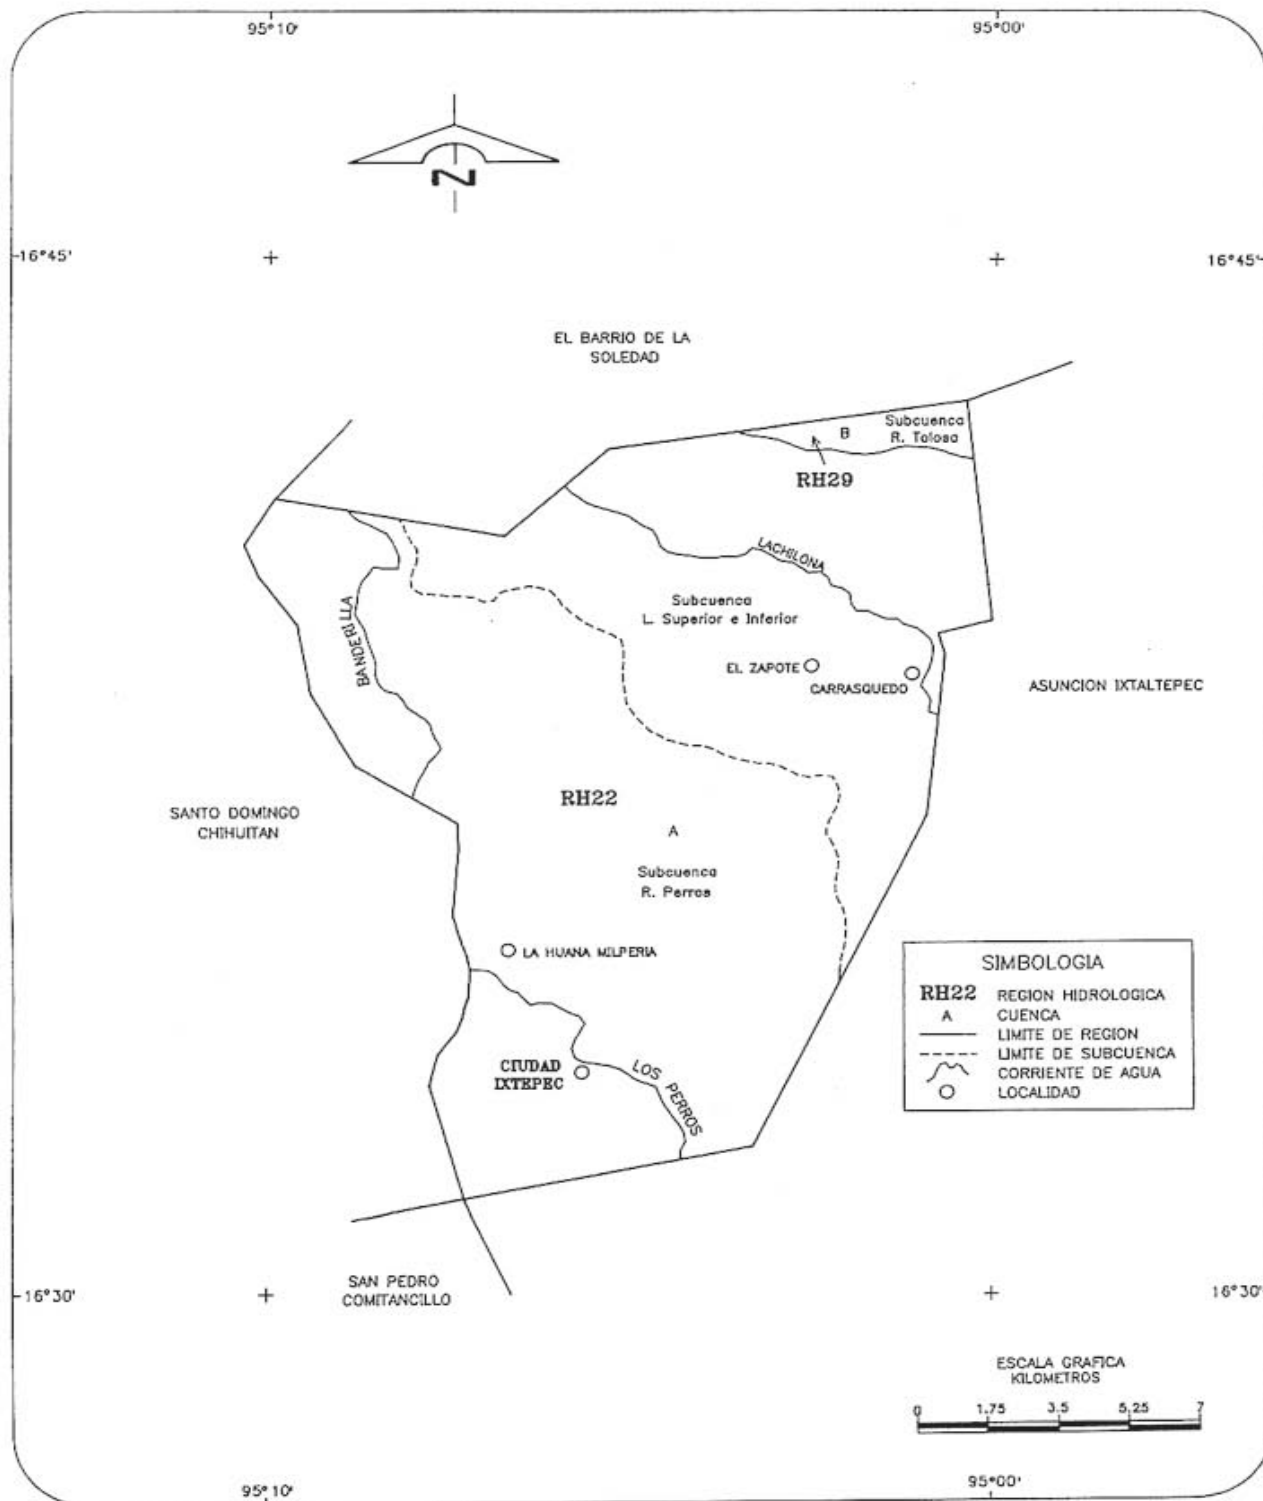 95°10'
95°00'
N
16°45'
16°45'
EL BARRIO DE LA
SOLEDAD
B
Subcuenca
R. Tolosa
RH29
LACHILONA
Subcuenca
L. Superior e Inferior
BANDERILLA
EL ZAPOTE
CARRASQUEDO
ASUNCION IXTALTEPEC
RH22
SANTO DOMINGO
CHIHUITAN
A
Subcuenca
R. Perros
LA HUANA MILPERIA
SIMBOLOGIA
RH22 REGION HIDROLOGICA
A CUENCA
LIMITE DE REGION
LIMITE DE SUBCUENCA
CORRIENTE DE AGUA
LOCALIDAD
CIUDAD
IXTEPEC
LOS PERROS
SAN PEDRO
COMITANCILLO
16°30'
16°30'
ESCALA GRAFICA
KILOMETROS
0 1.75 3.5 5.25 7
95°10'
95°00'